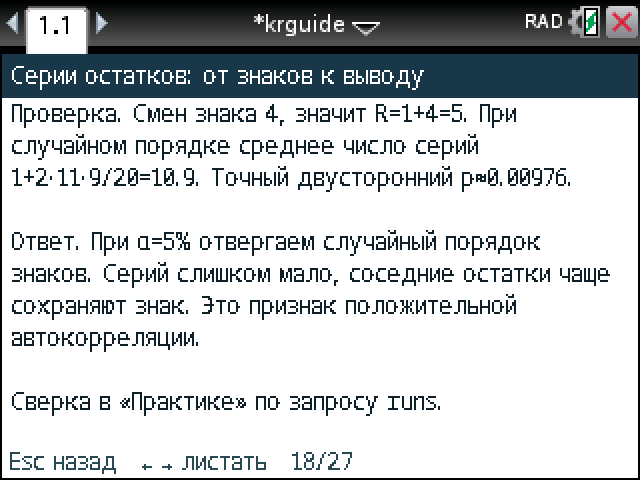 1.1
*krguide
RAD
Серии остатков: от знаков к выводу
Проверка. Смен знака 4, значит R=1+4=5. При
случайном порядке среднее число серий
1+2·11·9/20=10.9. Точный двусторонний p≈0.00976.
Ответ. При α=5% отвергаем случайный порядок
знаков. Серий слишком мало, соседние остатки чаще
сохраняют знак. Это признак положительной
автокорреляции.
Сверка в «Практике» по запросу runs.
Esc назад ← → листать 18/27